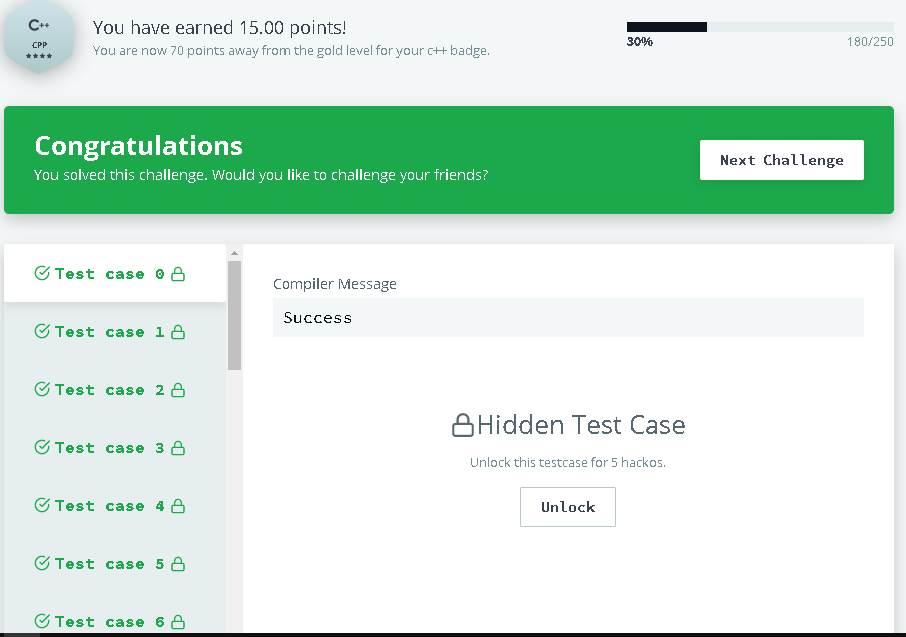 C++
CPP
You have earned 15.00 points!
You are now 70 points away from the gold level for your c++ badge.
30%
180/250
Congratulations
You solved this challenge. Would you like to challenge your friends?
Next Challenge
Test case 0
Test case 1
Test case 2
Test case 3
Test case 4
Test case 5
Test case 6
Compiler Message
Success
Hidden Test Case
Unlock this testcase for 5 hackos.
Unlock